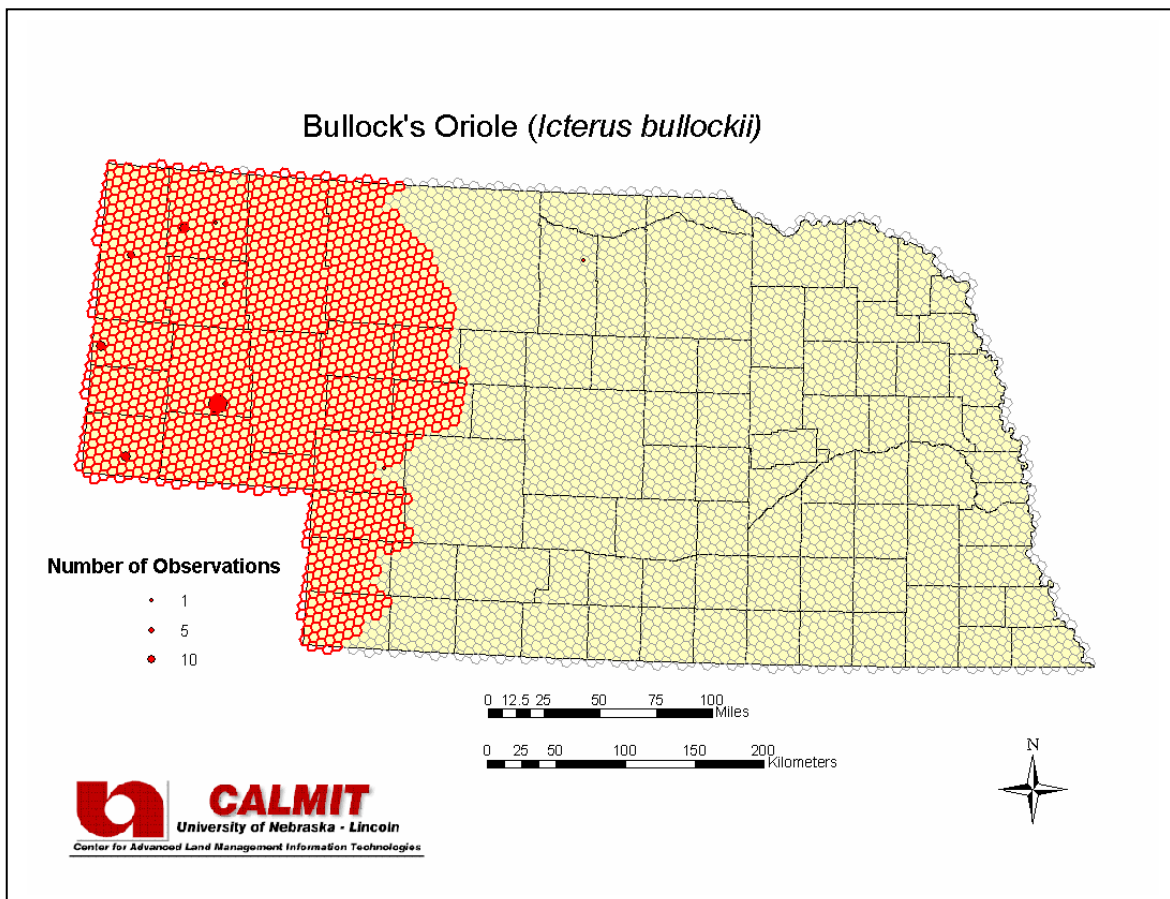 Bullock's Oriole (Icterus bullockii)
Number of Observations
1
5
10
0 12.5 25 50 75 100
Miles
0 25 50 100 150 200
Kilometers
N
CALMIT
University of Nebraska - Lincoln
Center for Advanced Land Management Information Technologies